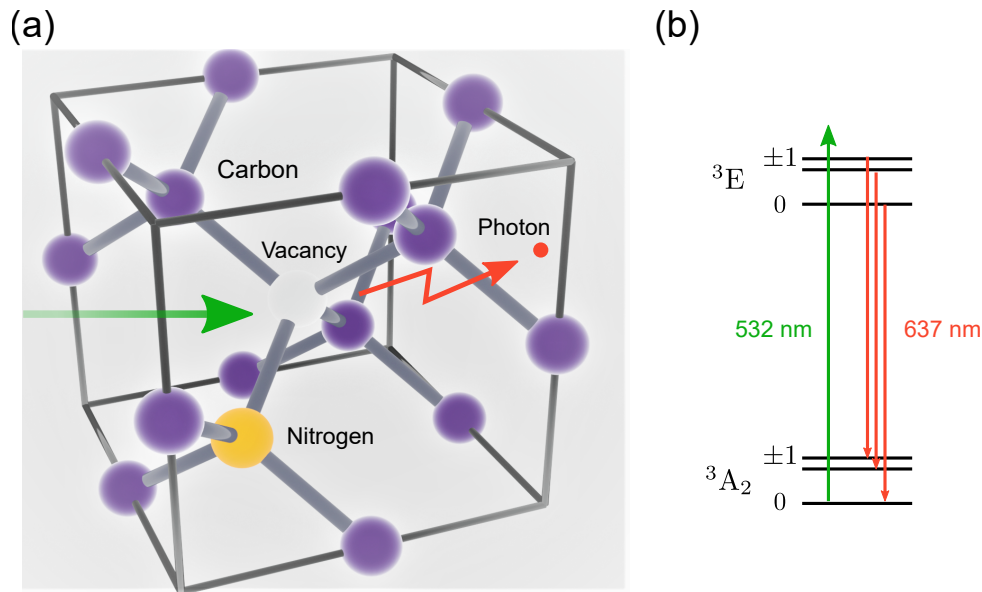 (a)
(b)
Carbon
Vacancy
Photon
Nitrogen
±1
³E
0
532 nm
637 nm
±1
³A₂
0